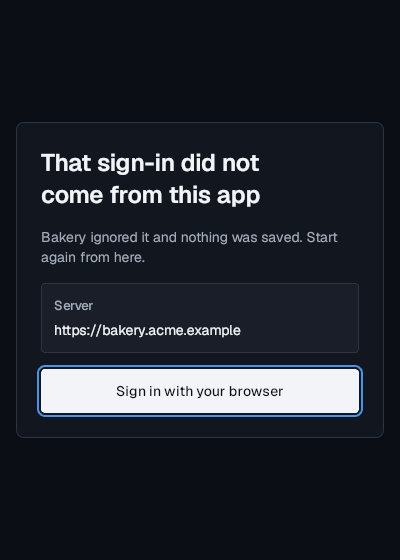 That sign-in did not
come from this app
Bakery ignored it and nothing was saved. Start
again from here.
Server
https://bakery.acme.example
Sign in with your browser